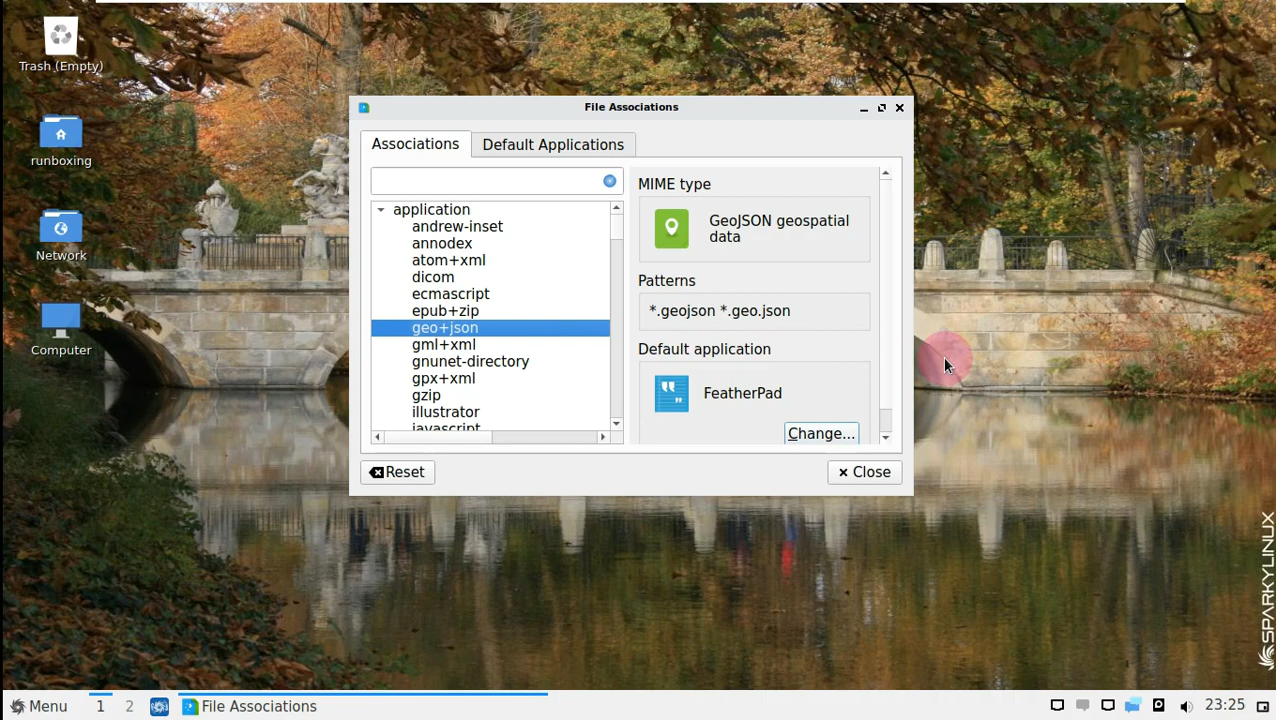 Trash (Empty)
runboxing
Network
Computer
File Associations
Associations
Default Applications
application
andrew-inset
annodex
atom+xml
dicom
ecmascript
epub+zip
geo+json
gml+xml
gnunet-directory
gpx+xml
gzip
illustrator
javascript
MIME type
GeoJSON geospatial
data
Patterns
*.geojson *.geo.json
Default application
FeatherPad
Change...
Reset
Close
SPARKYLINUX
Menu
1
2
File Associations
23:25